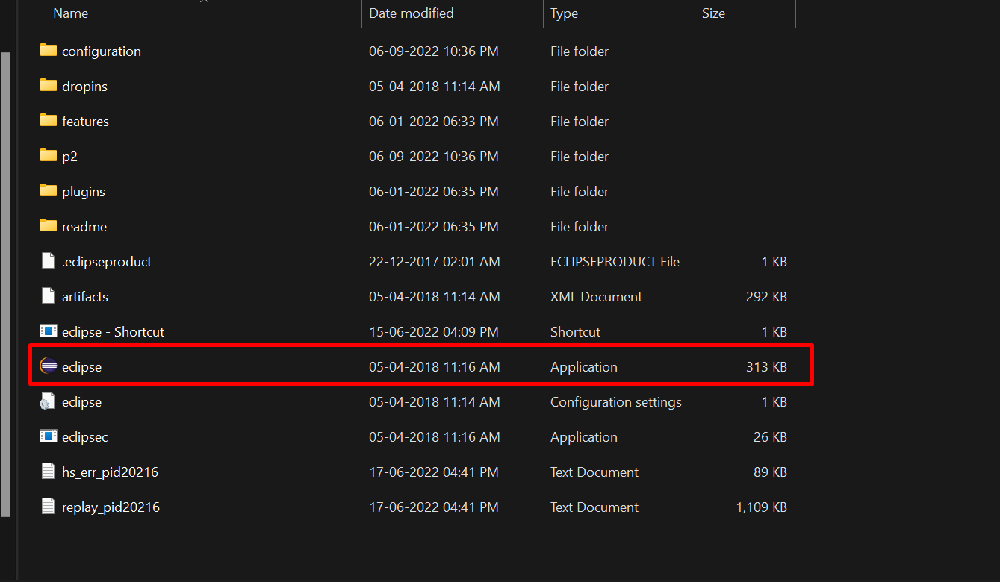 Name Date modified Type Size
configuration 06-09-2022 10:36 PM File folder
dropins 05-04-2018 11:14 AM File folder
features 06-01-2022 06:33 PM File folder
p2 06-09-2022 10:36 PM File folder
plugins 06-01-2022 06:35 PM File folder
readme 06-01-2022 06:35 PM File folder
.eclipseproduct 22-12-2017 02:01 AM ECLIPSEPRODUCT File 1 KB
artifacts 05-04-2018 11:14 AM XML Document 292 KB
eclipse - Shortcut 15-06-2022 04:09 PM Shortcut 1 KB
eclipse 05-04-2018 11:16 AM Application 313 KB
eclipse 05-04-2018 11:14 AM Configuration settings 1 KB
eclipsec 05-04-2018 11:16 AM Application 26 KB
hs_err_pid20216 17-06-2022 04:41 PM Text Document 89 KB
replay_pid20216 17-06-2022 04:41 PM Text Document 1,109 KB